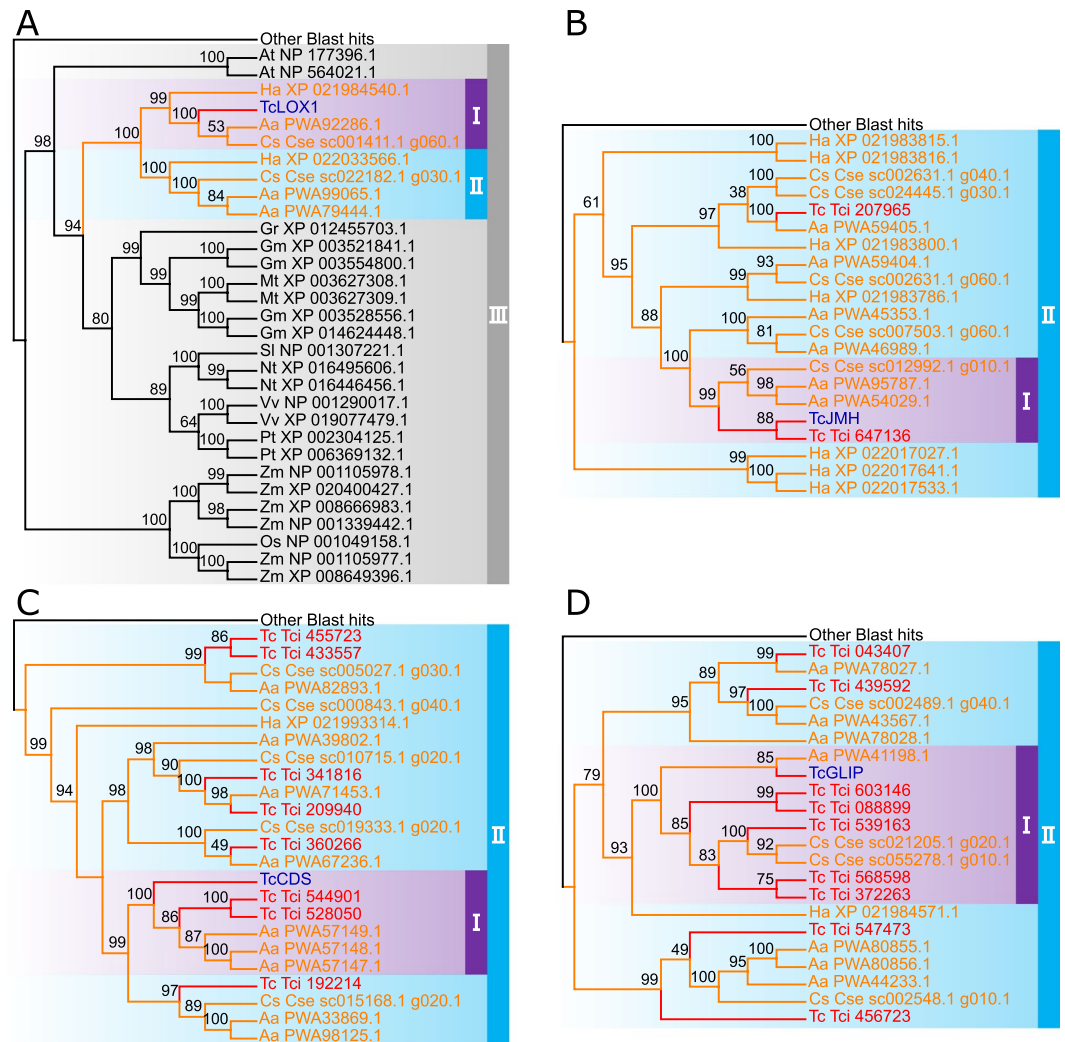 A
Other Blast hits
100
At NP 177396.1
At NP 564021.1
Ha XP 021984540.1
99
TcLOX1
100
Aa PWA92286.1
53
Cs Cse sc001411.1 g060.1
I
98
100
Ha XP 022033566.1
100
Cs Cse sc022182.1 g030.1
100
Aa PWA99065.1
84
Aa PWA79444.1
II
94
Gr XP 012455703.1
99
Gm XP 003521841.1
100
Gm XP 003554800.1
99
Mt XP 003627308.1
100
Mt XP 003627309.1
99
Gm XP 003528556.1
100
Gm XP 014624448.1
III
80
Sl NP 001307221.1
100
Nt XP 016495606.1
99
Nt XP 016446456.1
89
Vv NP 001290017.1
100
Vv XP 019077479.1
64
Pt XP 002304125.1
100
Pt XP 006369132.1
Zm NP 001105978.1
99
Zm XP 020400427.1
100
Zm XP 008666983.1
98
Zm NP 001339442.1
100
Os NP 001049158.1
100
Zm NP 001105977.1
100
Zm XP 008649396.1
B
Other Blast hits
100
Ha XP 021983815.1
Ha XP 021983816.1
100
Cs Cse sc002631.1 g040.1
38
Cs Cse sc024445.1 g030.1
61
97
100
Tc Tci 207965
Aa PWA59405.1
Ha XP 021983800.1
95
93
Aa PWA59404.1
99
Cs Cse sc002631.1 g060.1
Ha XP 021983786.1
88
100
Aa PWA45353.1
81
Cs Cse sc007503.1 g060.1
Aa PWA46989.1
II
100
56
Cs Cse sc012992.1 g010.1
99
98
Aa PWA95787.1
Aa PWA54029.1
I
88
TcJMH
Tc Tci 647136
99
Ha XP 022017027.1
100
Ha XP 022017641.1
Ha XP 022017533.1
C
Other Blast hits
86
Tc Tci 455723
99
Tc Tci 433557
Cs Cse sc005027.1 g030.1
Aa PWA82893.1
Cs Cse sc000843.1 g040.1
99
Ha XP 021993314.1
98
Aa PWA39802.1
90
Cs Cse sc010715.1 g020.1
94
98
100
Tc Tci 341816
98
Aa PWA71453.1
Tc Tci 209940
100
Cs Cse sc019333.1 g020.1
49
Tc Tci 360266
Aa PWA67236.1
II
100
TcCDS
100
Tc Tci 544901
86
Tc Tci 528050
87
Aa PWA57149.1
100
Aa PWA57148.1
Aa PWA57147.1
I
99
97
Tc Tci 192214
89
Cs Cse sc015168.1 g020.1
100
Aa PWA33869.1
Aa PWA98125.1
D
Other Blast hits
99
Tc Tci 043407
89
Aa PWA78027.1
95
97
Tc Tci 439592
100
Cs Cse sc002489.1 g040.1
Aa PWA43567.1
Aa PWA78028.1
79
85
Aa PWA41198.1
100
TcGLIP
99
Tc Tci 603146
85
Tc Tci 088899
100
Tc Tci 539163
93
83
92
Cs Cse sc021205.1 g020.1
Cs Cse sc055278.1 g010.1
75
Tc Tci 568598
Tc Tci 372263
I
II
Ha XP 021984571.1
49
Tc Tci 547473
100
Aa PWA80855.1
95
Aa PWA80856.1
99
100
Aa PWA44233.1
Cs Cse sc002548.1 g010.1
Tc Tci 456723